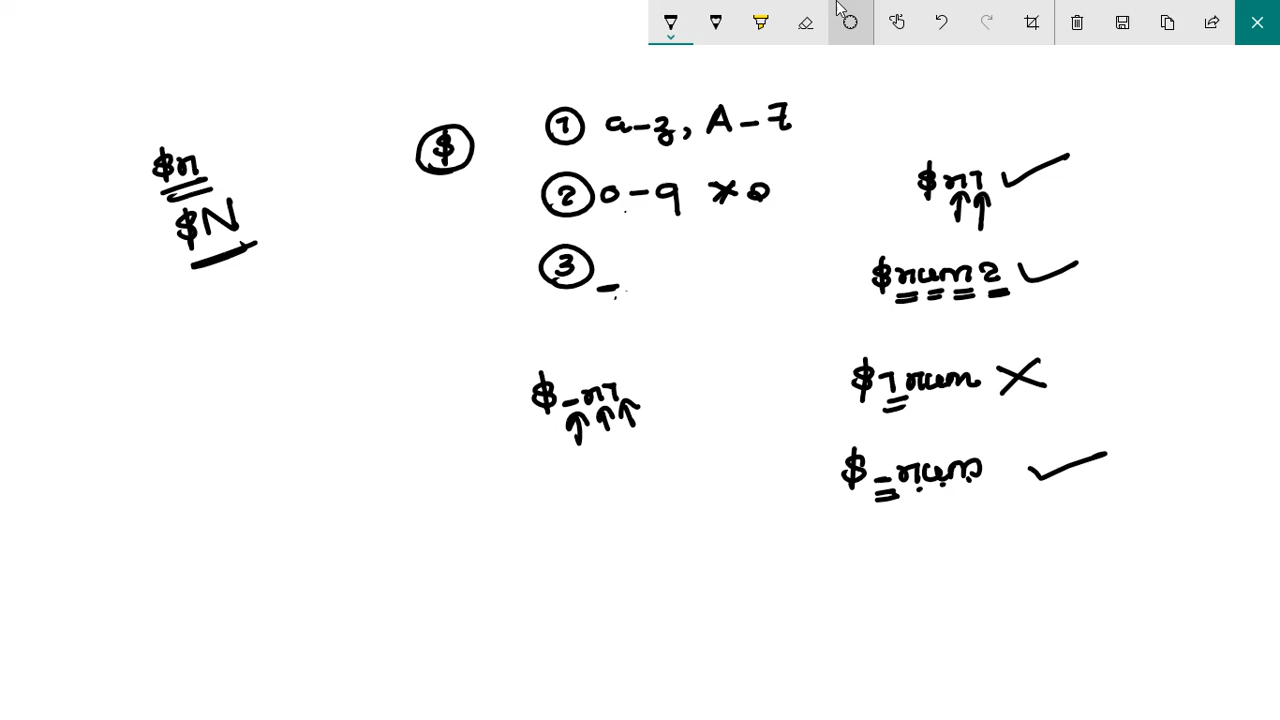 $n
$N
$
① a-z, A-Z
② 0-9 * 0
③ _
$_n1
$n1 ✓
$num2 ✓
$1num ✗
$_num ✓